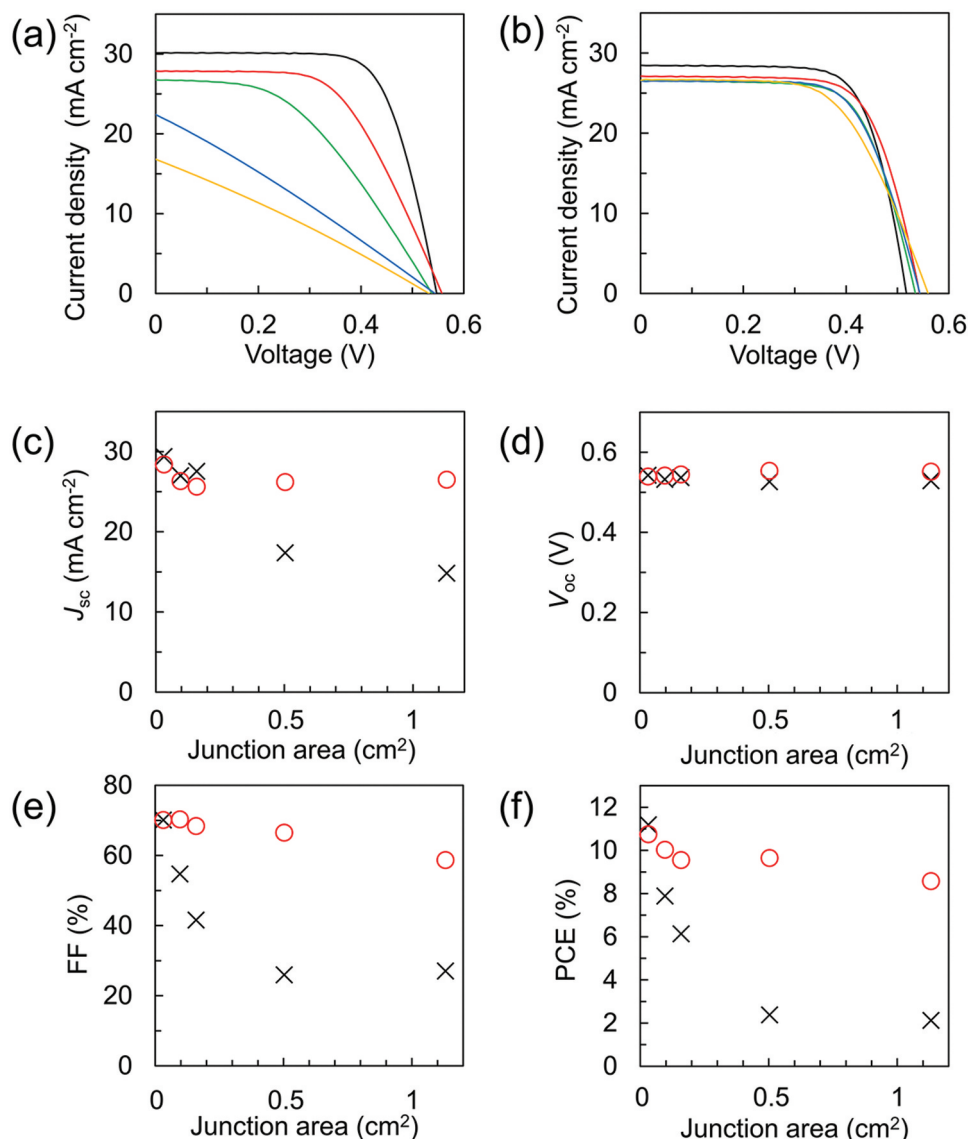 (a)
Current density (mA cm⁻²)
30
20
10
0
0 0.2 0.4 0.6
Voltage (V)
(b)
Current density (mA cm⁻²)
30
20
10
0
0 0.2 0.4 0.6
Voltage (V)
(c)
Jsc (mA cm⁻²)
30
20
10
0
0 0.5 1
Junction area (cm²)
(d)
Voc (V)
0.6
0.4
0.2
0
0 0.5 1
Junction area (cm²)
(e)
FF (%)
80
60
40
20
0
0 0.5 1
Junction area (cm²)
(f)
PCE (%)
12
10
8
6
4
2
0
0 0.5 1
Junction area (cm²)